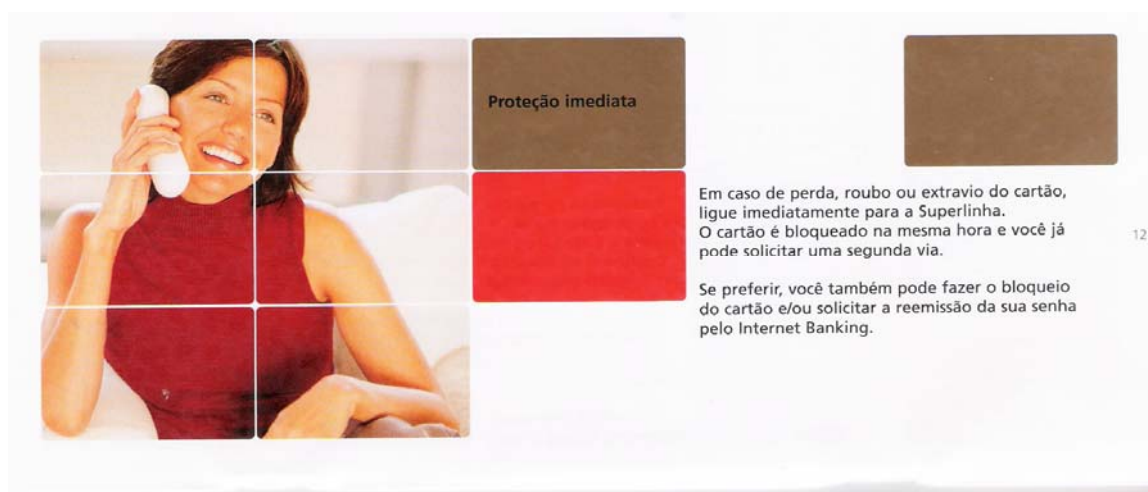 Proteção imediata
Em caso de perda, roubo ou extravio do cartão,
ligue imediatamente para a Superlinha.
O cartão é bloqueado na mesma hora e você já
pode solicitar uma segunda via.
Se preferir, você também pode fazer o bloqueio
do cartão e/ou solicitar a reemissão da sua senha
pelo Internet Banking.
12